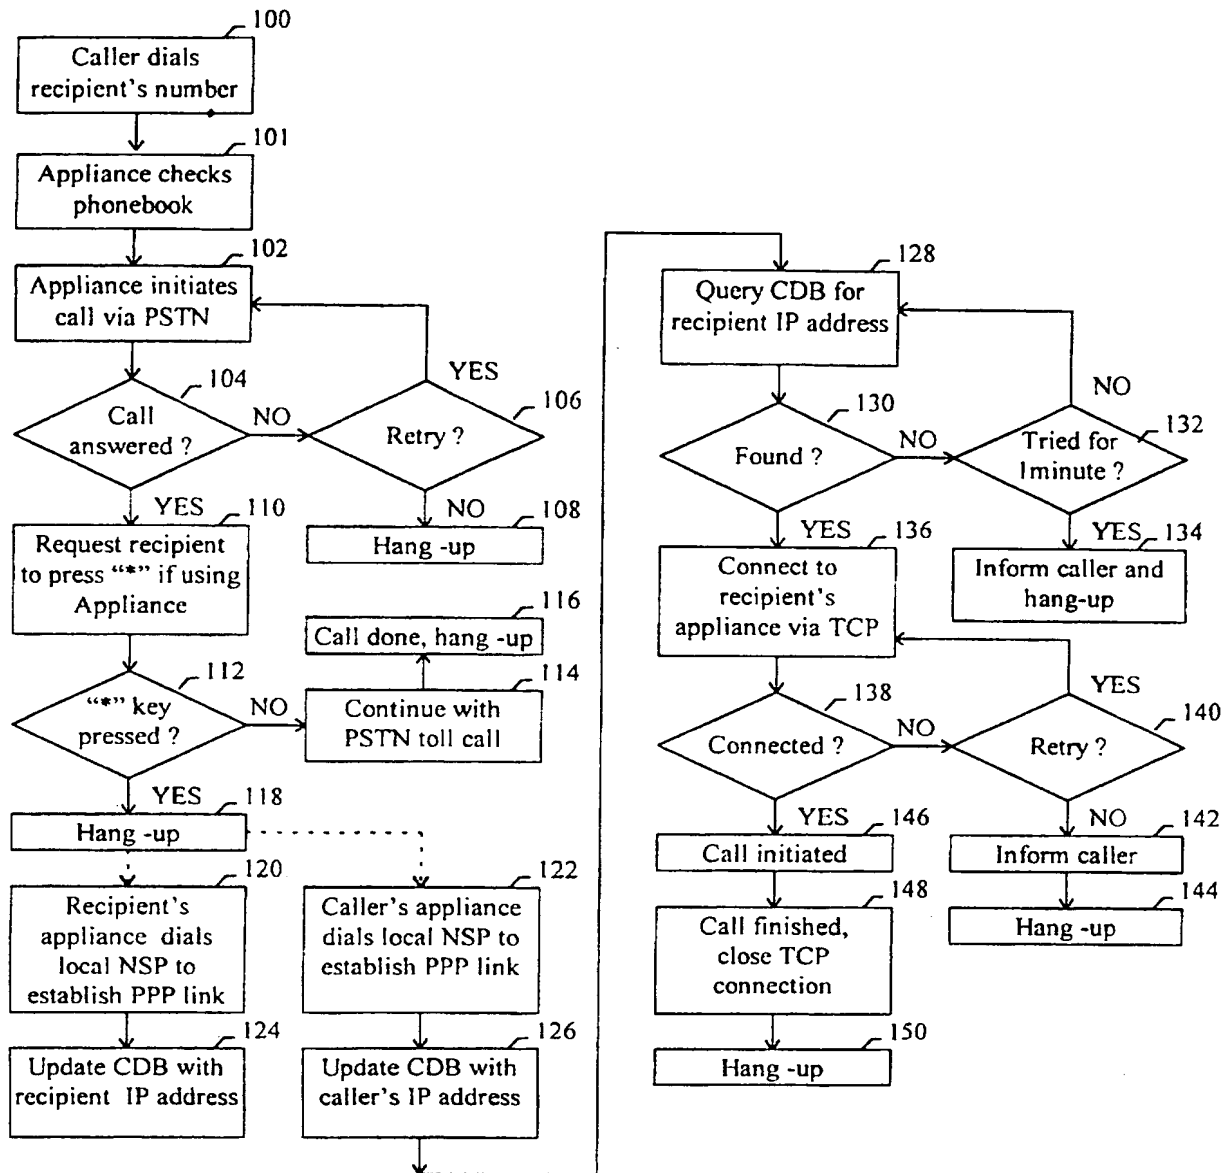 100
Caller dials
recipient's number
101
Appliance checks
phonebook
102
Appliance initiates
call via PSTN
104
Call
answered ?
NO
YES
106
Retry ?
YES
NO
108
Hang -up
110
Request recipient
to press “*” if using
Appliance
112
“*” key
pressed ?
NO
YES
114
Continue with
PSTN toll call
116
Call done, hang -up
118
Hang -up
120
Recipient's
appliance dials
local NSP to
establish PPP link
122
Caller's appliance
dials local NSP to
establish PPP link
124
Update CDB with
recipient IP address
126
Update CDB with
caller's IP address
128
Query CDB for
recipient IP address
130
Found ?
NO
YES
132
Tried for
1minute ?
NO
YES
134
Inform caller and
hang-up
136
Connect to
recipient's
appliance via TCP
138
Connected ?
NO
YES
140
Retry ?
YES
NO
142
Inform caller
144
Hang -up
146
Call initiated
148
Call finished,
close TCP
connection
150
Hang -up